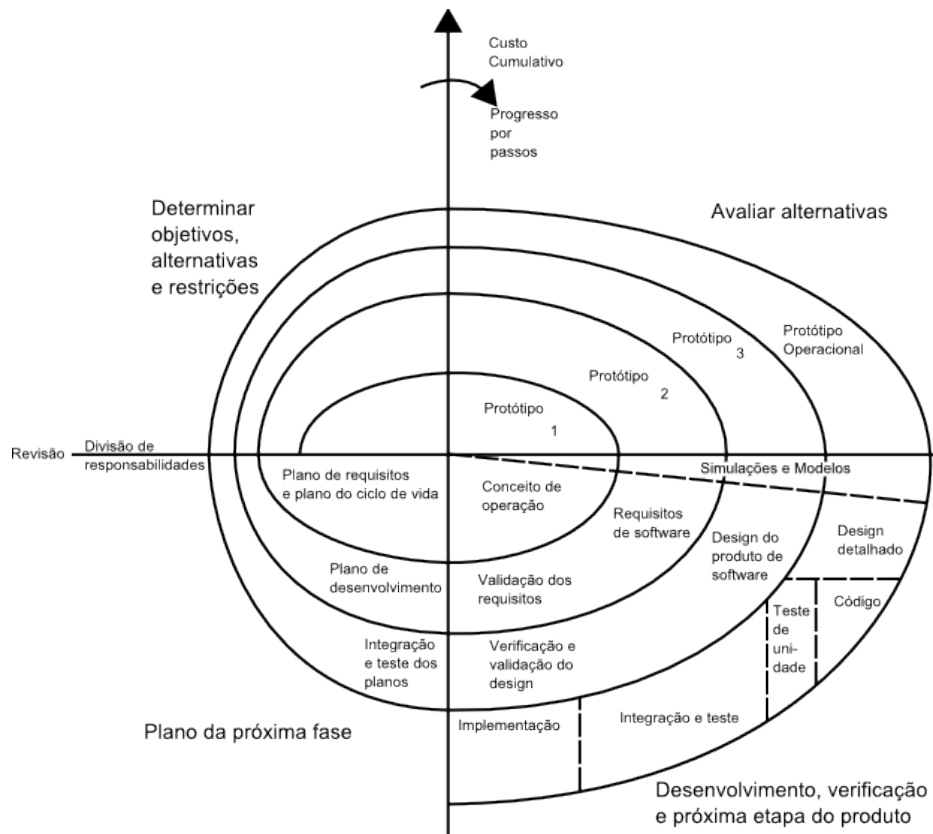 Custo
Cumulativo
Progresso
por
passos
Determinar
objetivos,
alternativas
e restrições
Avaliar alternativas
Protótipo
1
Protótipo
2
Protótipo
3
Protótipo
Operacional
Revisão
Divisão de
responsabilidades
Simulações e Modelos
Plano de requisitos
e plano do ciclo de vida
Conceito de
operação
Requisitos
de software
Design do
produto de
software
Design
detalhado
Plano de
desenvolvimento
Validação dos
requisitos
Código
Teste
de
uni-
dade
Integração
e teste dos
planos
Verificação e
validação do
design
Implementação
Integração e teste
Plano da próxima fase
Desenvolvimento, verificação
e próxima etapa do produto